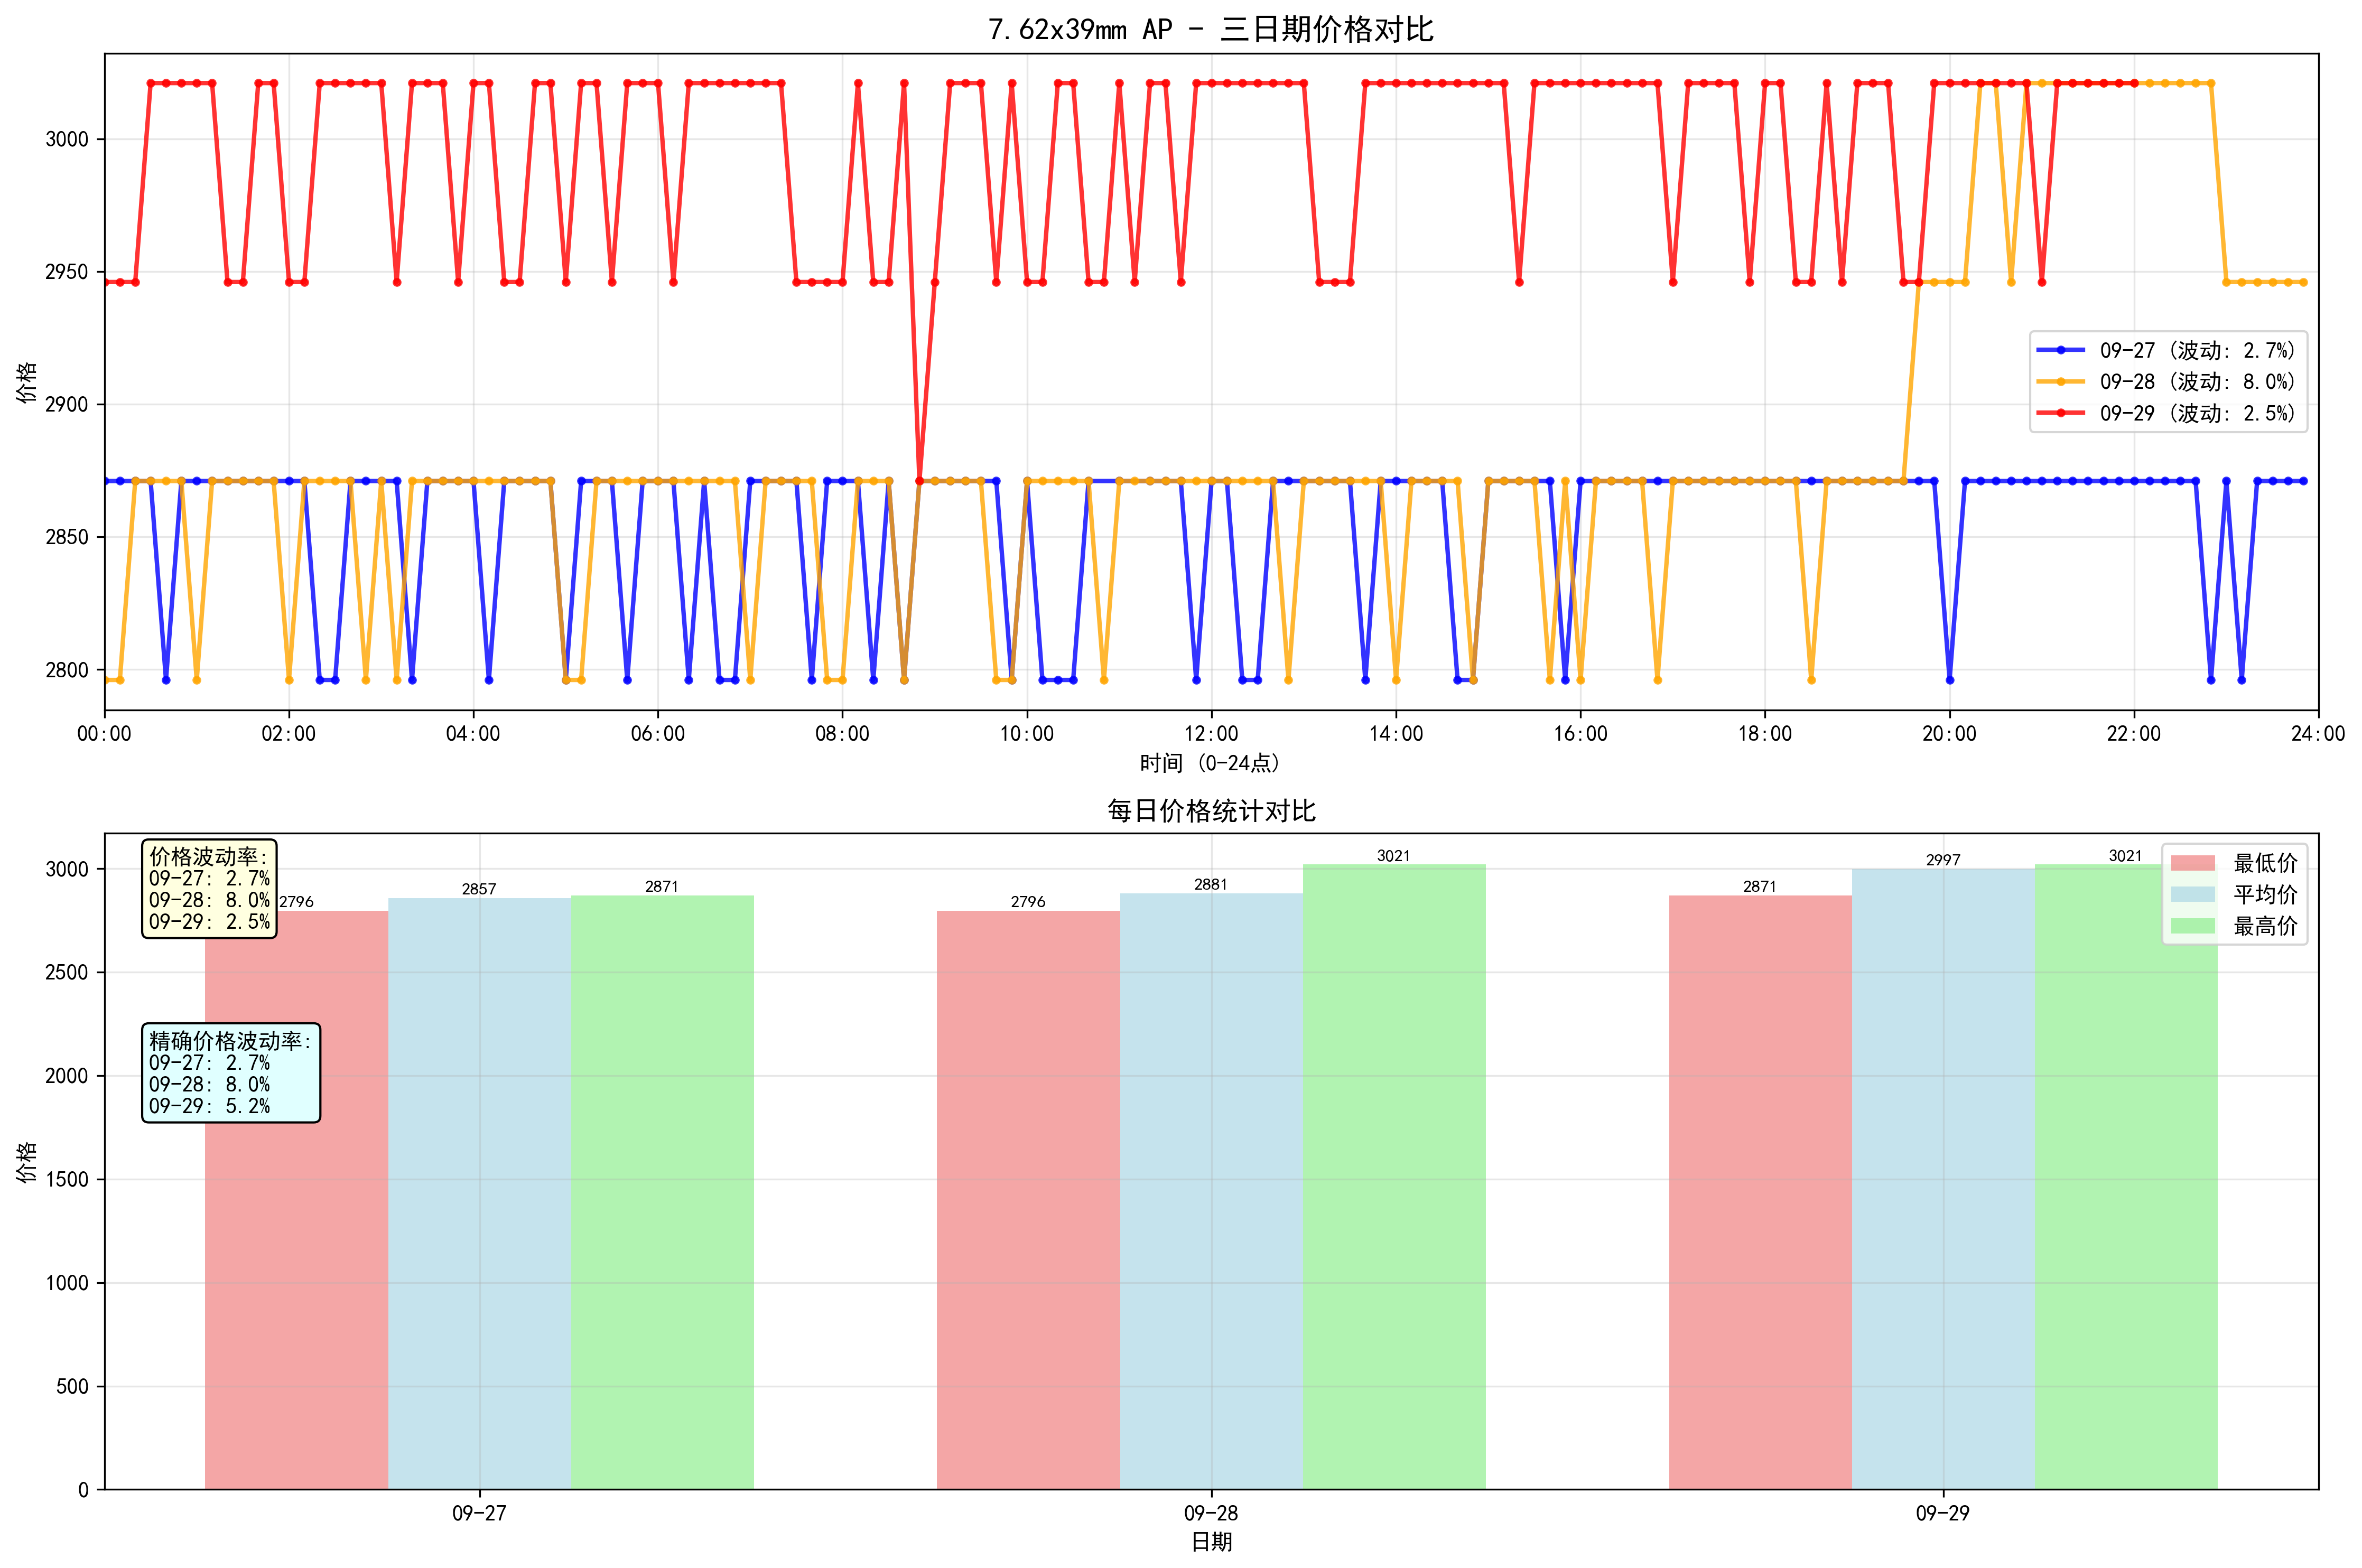 7.62x39mm AP - 三日期价格对比
价格
3000
2950
2900
2850
2800
09-27 (波动: 2.7%)
09-28 (波动: 8.0%)
09-29 (波动: 2.5%)
00:00 02:00 04:00 06:00 08:00 10:00 12:00 14:00 16:00 18:00 20:00 22:00 24:00
时间 (0-24点)
每日价格统计对比
价格
3000
2500
2000
1500
1000
500
0
价格波动率:
09-27: 2.7%
09-28: 8.0%
09-29: 2.5%
精确价格波动率:
09-27: 2.7%
09-28: 8.0%
09-29: 5.2%
2796 2857 2871 2796 2881 3021 2871 2997 3021
最低价
平均价
最高价
09-27 09-28 09-29
日期